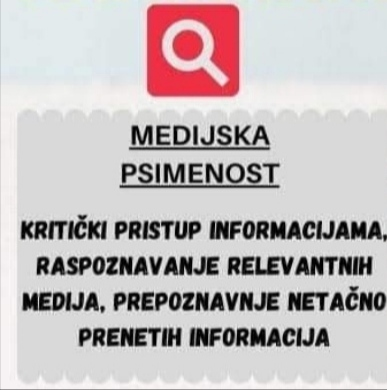 MEDIJSKA
PSIMENOST
KRITIČKI PRISTUP INFORMACIJAMA,
RASPOZNAVANJE RELEVANTNIH
MEDIJA, PREPOZNAVNJE NETAČNO
PRENETIH INFORMACIJA